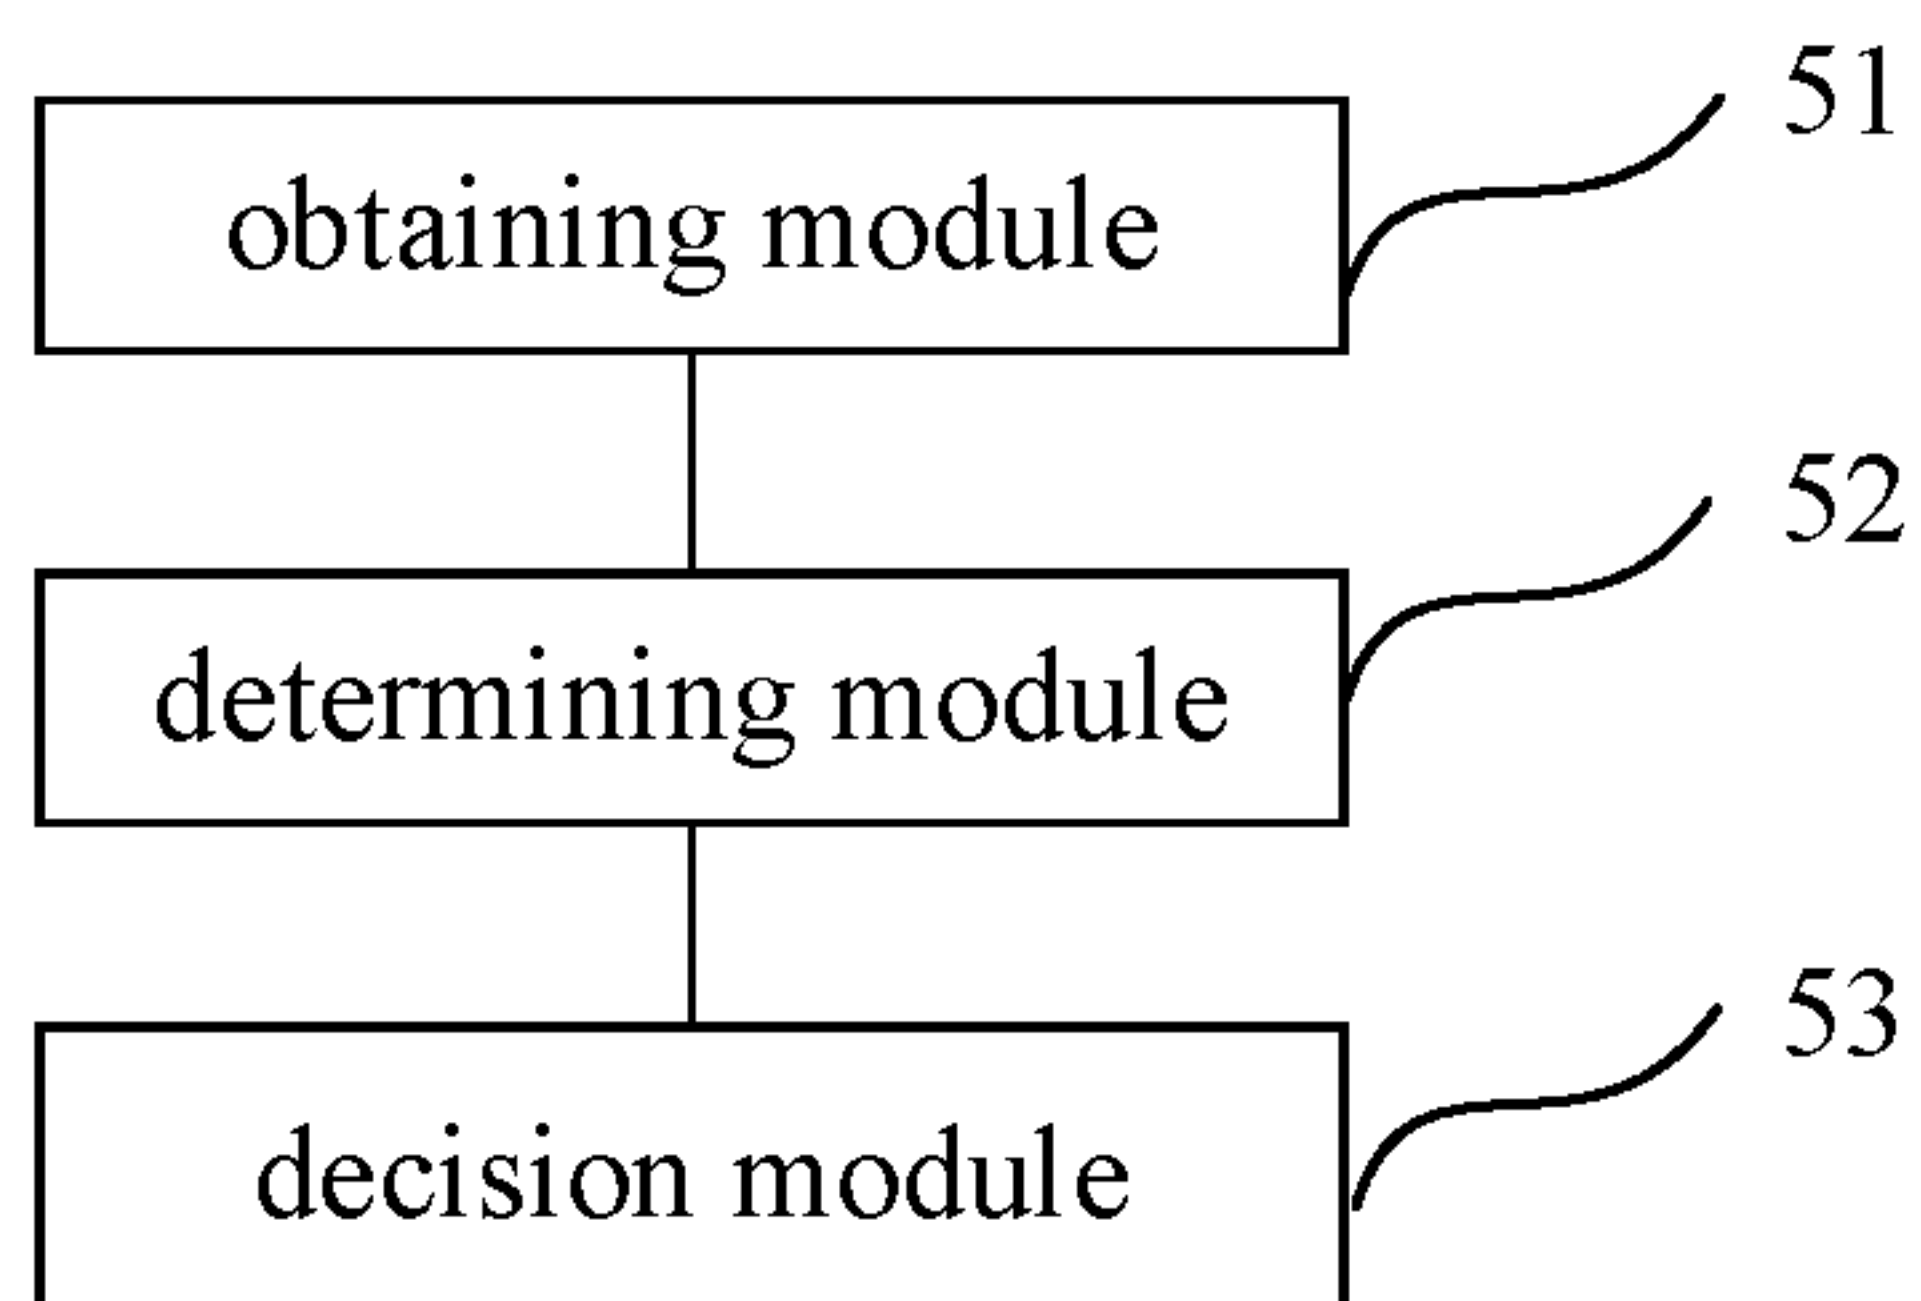 51
obtaining module
52
determining module
53
decision module